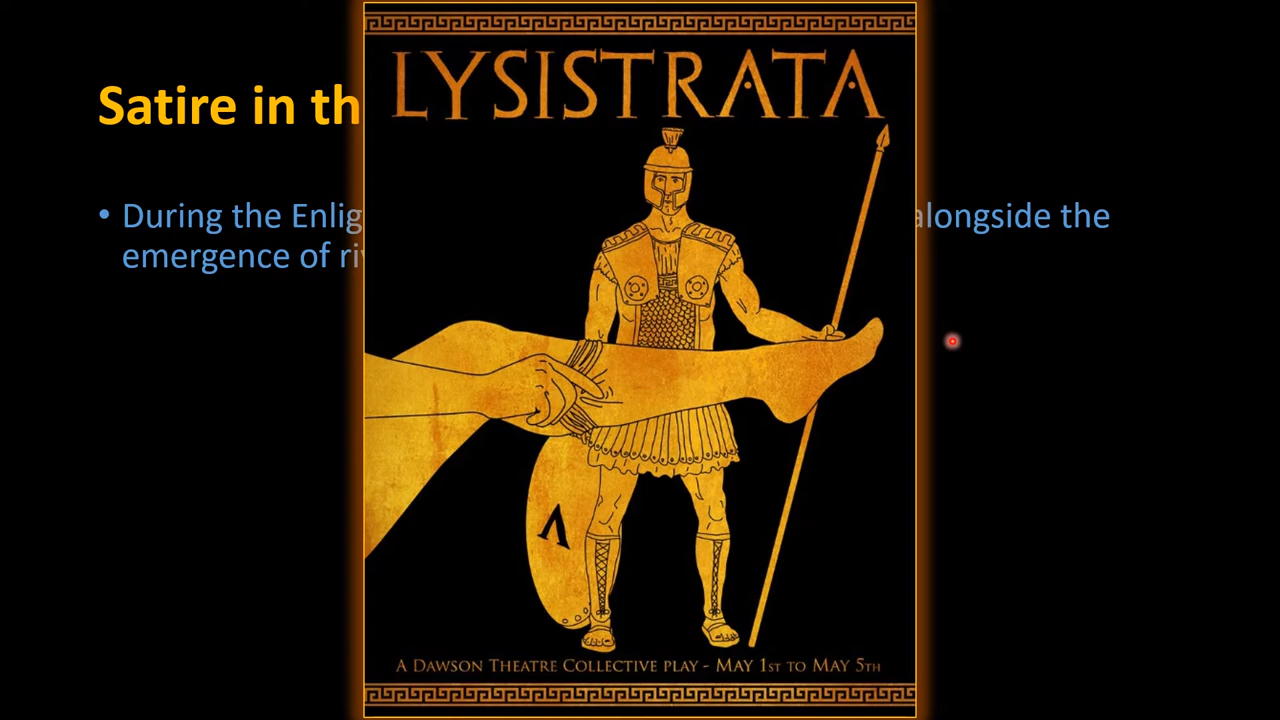 LYSISTRATA
Satire in th
• During the Enlig alongside the
emergence of ri
Λ
A DAWSON THEATRE COLLECTIVE PLAY - MAY 1ST TO MAY 5TH